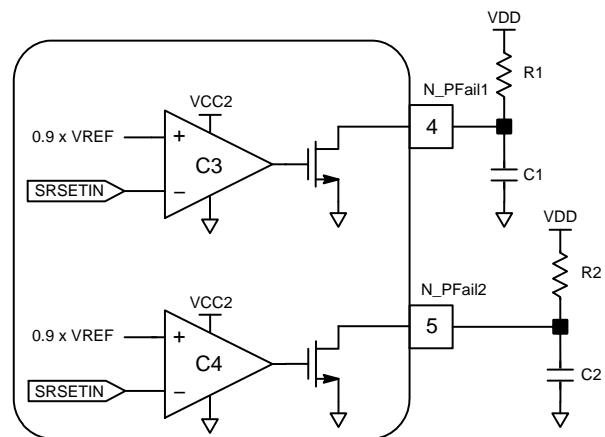 VDD
R1
N_PFail1
VCC2
4
0.9 x VREF
+
C3
SRSETIN
−
C1
VDD
R2
N_PFail2
VCC2
5
0.9 x VREF
+
C4
SRSETIN
−
C2